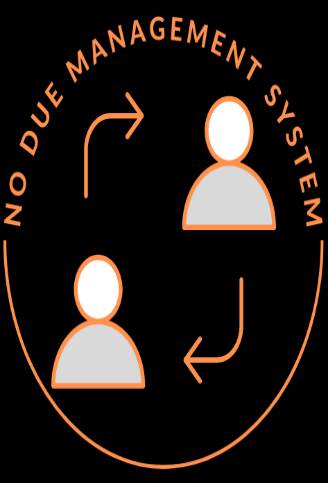 NO DUE MANAGEMENT SYSTEM